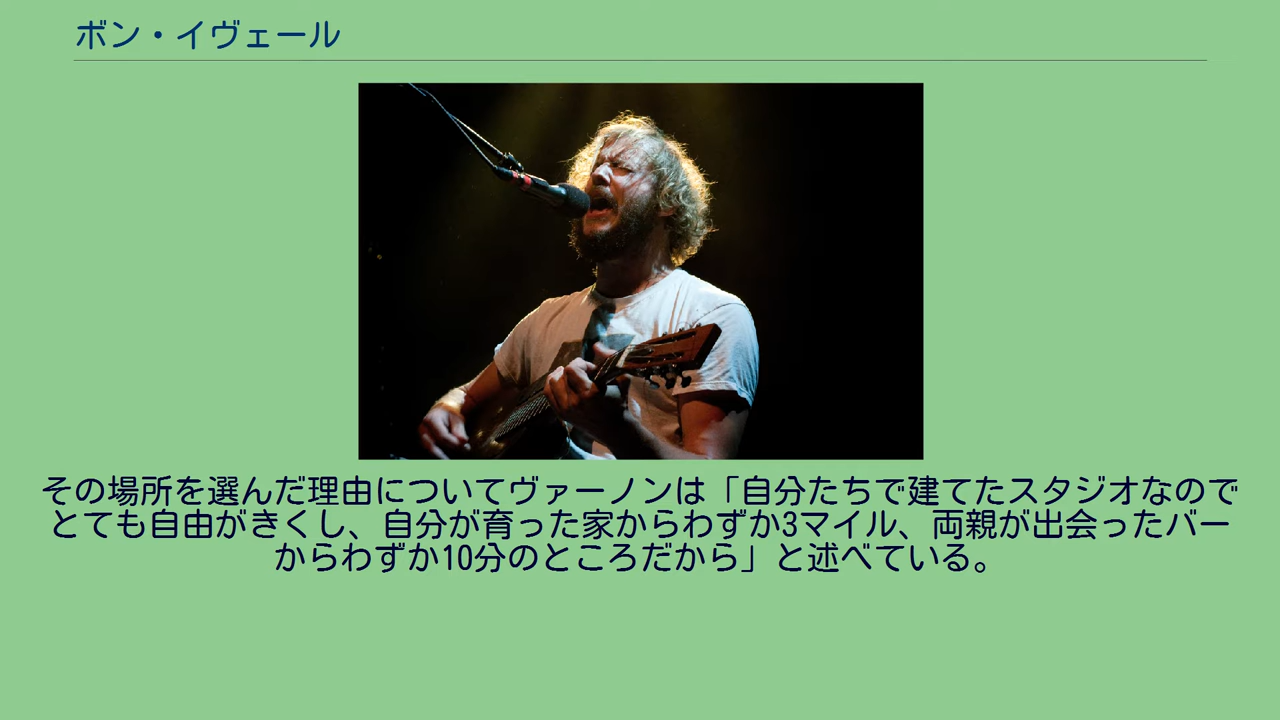 ボン・イヴェール
その場所を選んだ理由についてヴァーノンは「自分たちで建てたスタジオなので
とても自由がきくし、自分が育った家からわずか3マイル、両親が出会ったバー
からわずか10分のところだから」と述べている。